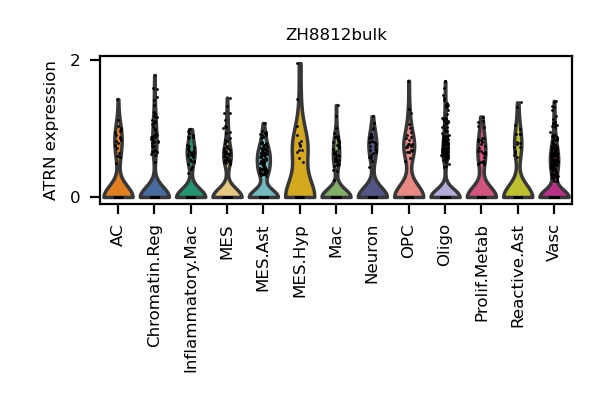 ZH8812bulk
ATRN expression
2
0
AC
Chromatin.Reg
Inflammatory.Mac
MES
MES.Ast
MES.Hyp
Mac
Neuron
OPC
Oligo
Prolif.Metab
Reactive.Ast
Vasc